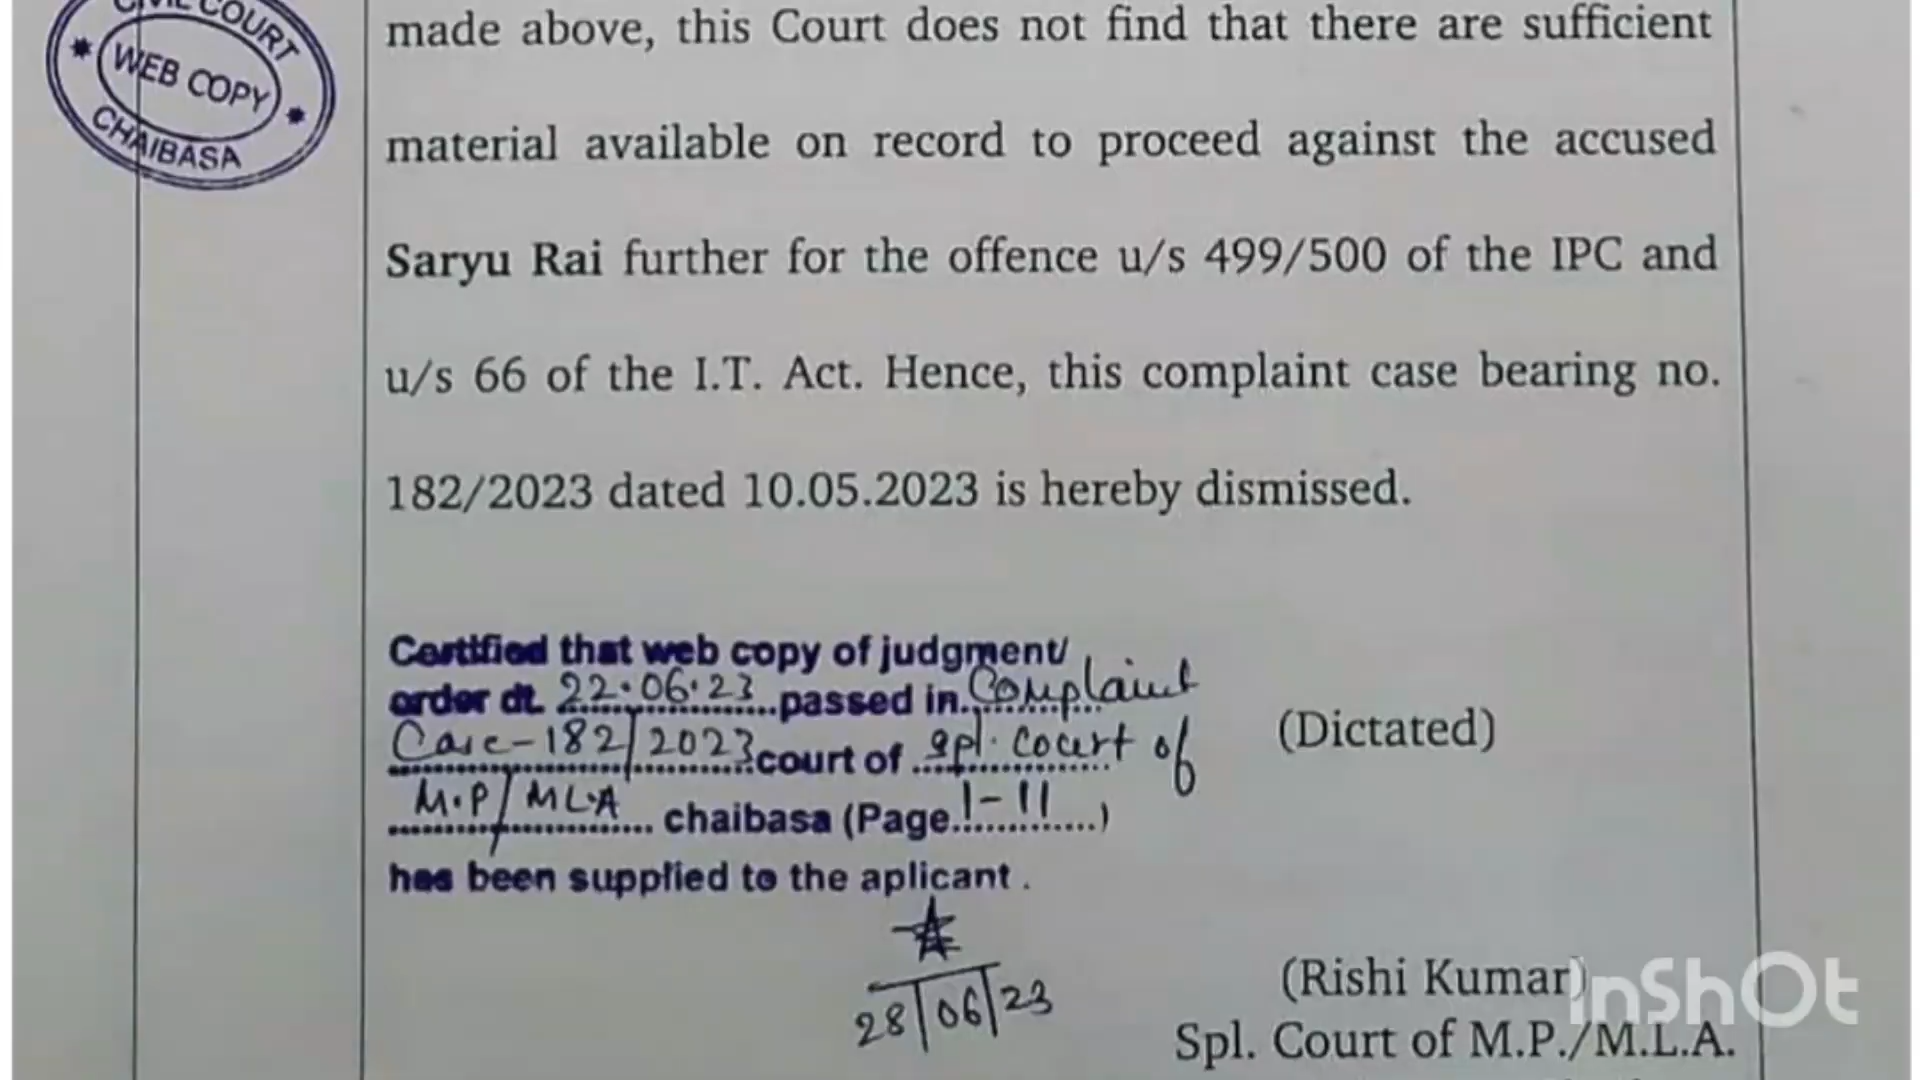 CIVIL COURT
WEB COPY
CHAIBASA
made above, this Court does not find that there are sufficient
material available on record to proceed against the accused
Saryu Rai further for the offence u/s 499/500 of the IPC and
u/s 66 of the I.T. Act. Hence, this complaint case bearing no.
182/2023 dated 10.05.2023 is hereby dismissed.
Certified that web copy of judgment/
order dt. 22.06.23 passed in Complaint
Case-182/2023 court of spl. court of
M.P/MLA chaibasa (Page 1-11)
has been supplied to the aplicant.
(Dictated)
28/06/23
(Rishi Kumar)
Spl. Court of M.P./M.L.A.
InShOt